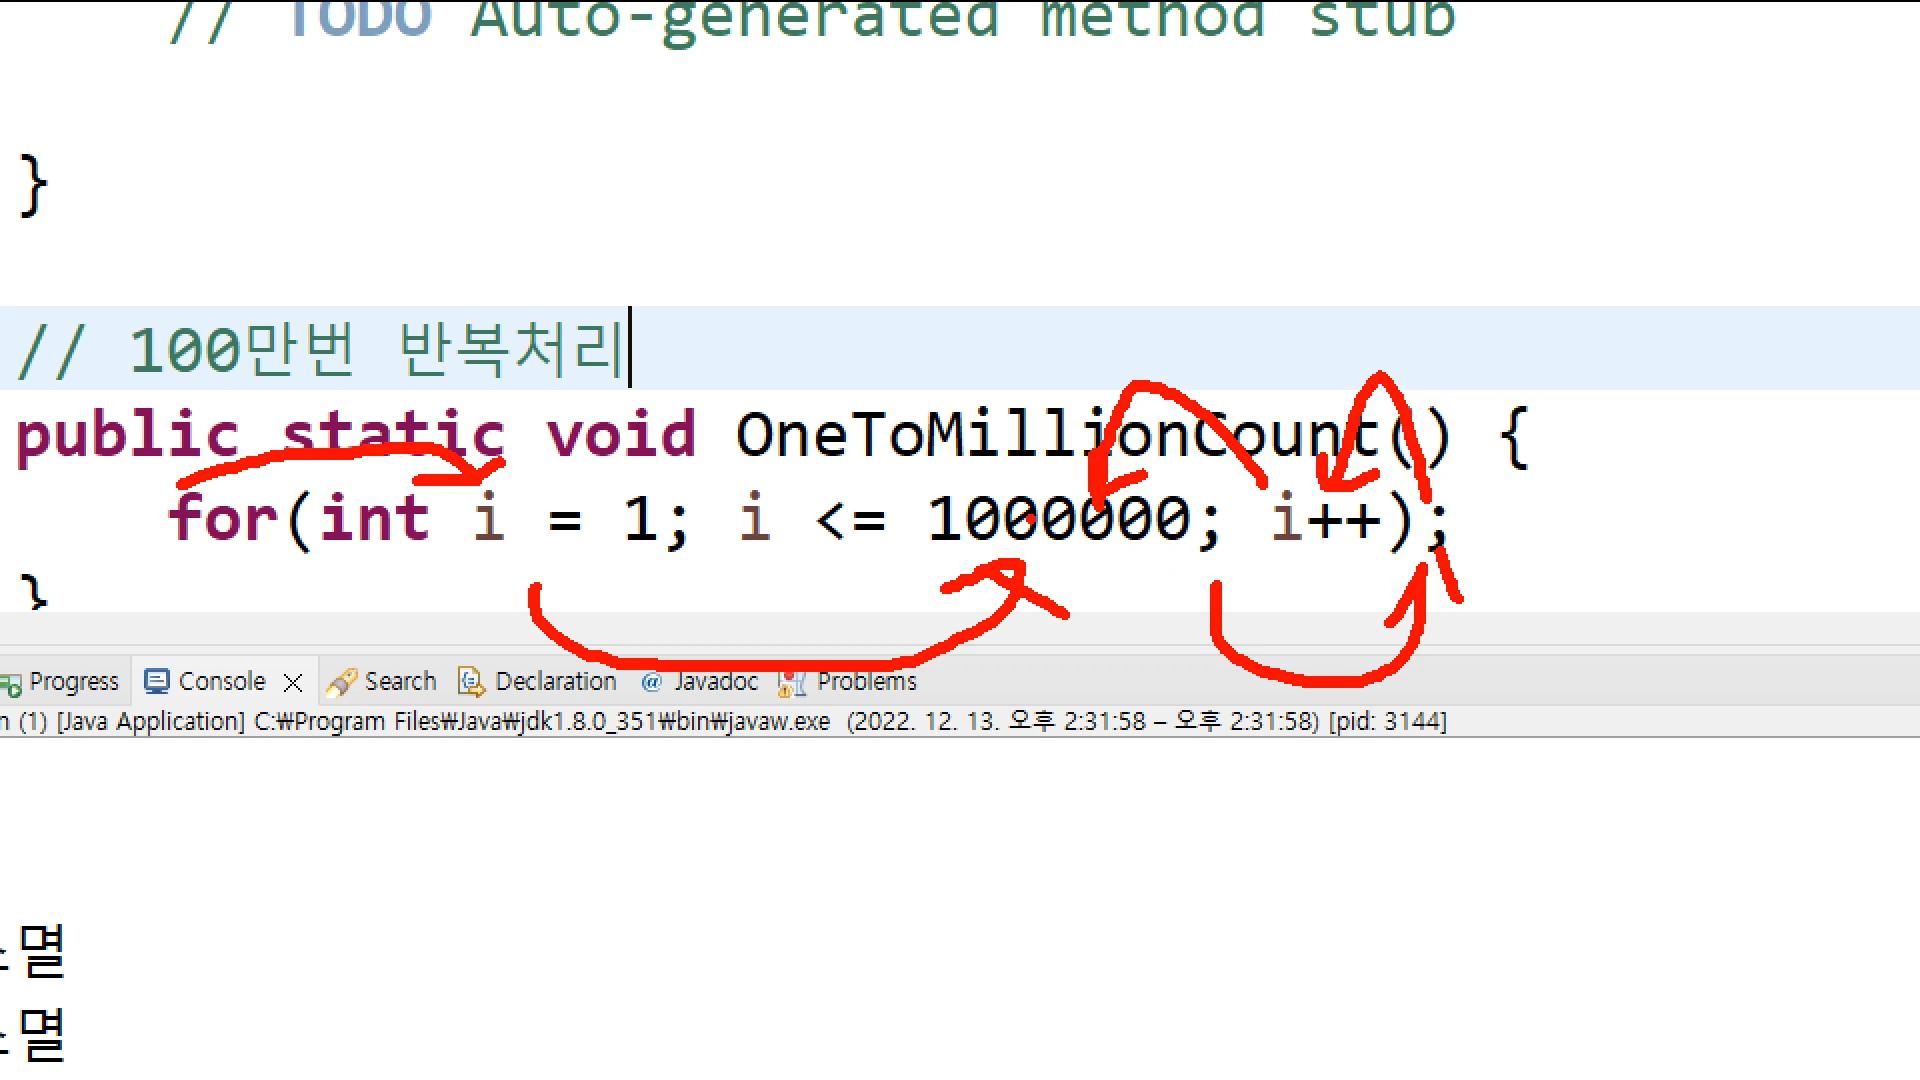 // TODO Auto-generated method stub
}
// 100만번 반복처리
public static void OneToMillionCount() {
for(int i = 1; i <= 1000000; i++);
}
Progress Console Search Declaration @ Javadoc Problems
n (1) [Java Application] C:₩Program Files₩Java₩jdk1.8.0_351₩bin₩javaw.exe (2022. 12. 13. 오후 2:31:58 – 오후 2:31:58) [pid: 3144]
멸
멸